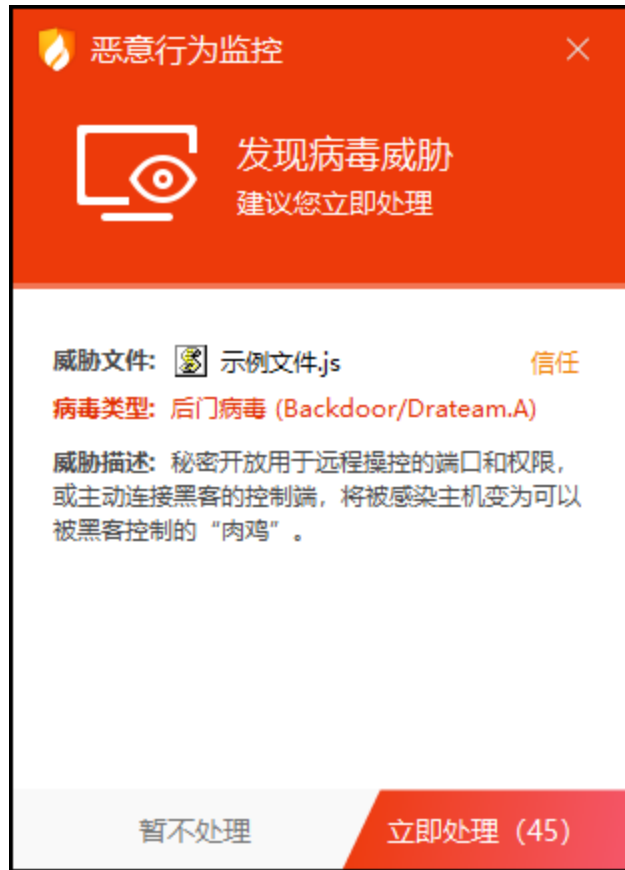 恶意行为监控
发现病毒威胁
建议您立即处理
威胁文件: 示例文件.js 信任
病毒类型: 后门病毒 (Backdoor/Drateam.A)
威胁描述: 秘密开放用于远程操控的端口和权限，
或主动连接黑客的控制端，将被感染主机变为可以
被黑客控制的“肉鸡”。
暂不处理 立即处理（45）